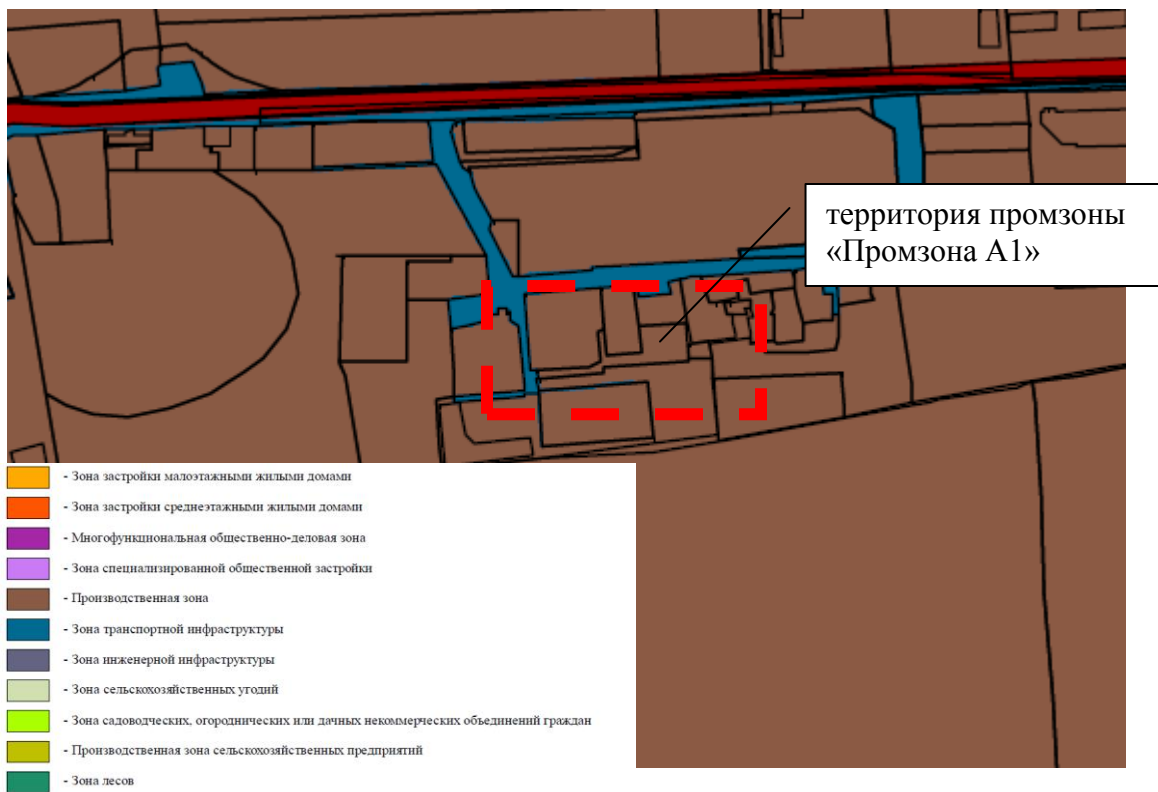 территория промзоны
«Промзона А1»
- Зона застройки малоэтажными жилыми домами
- Зона застройки среднеэтажными жилыми домами
- Многофункциональная общественно-деловая зона
- Зона специализированной общественной застройки
- Производственная зона
- Зона транспортной инфраструктуры
- Зона инженерной инфраструктуры
- Зона сельскохозяйственных угодий
- Зона садоводческих, огороднических или дачных некоммерческих объединений граждан
- Производственная зона сельскохозяйственных предприятий
- Зона лесов